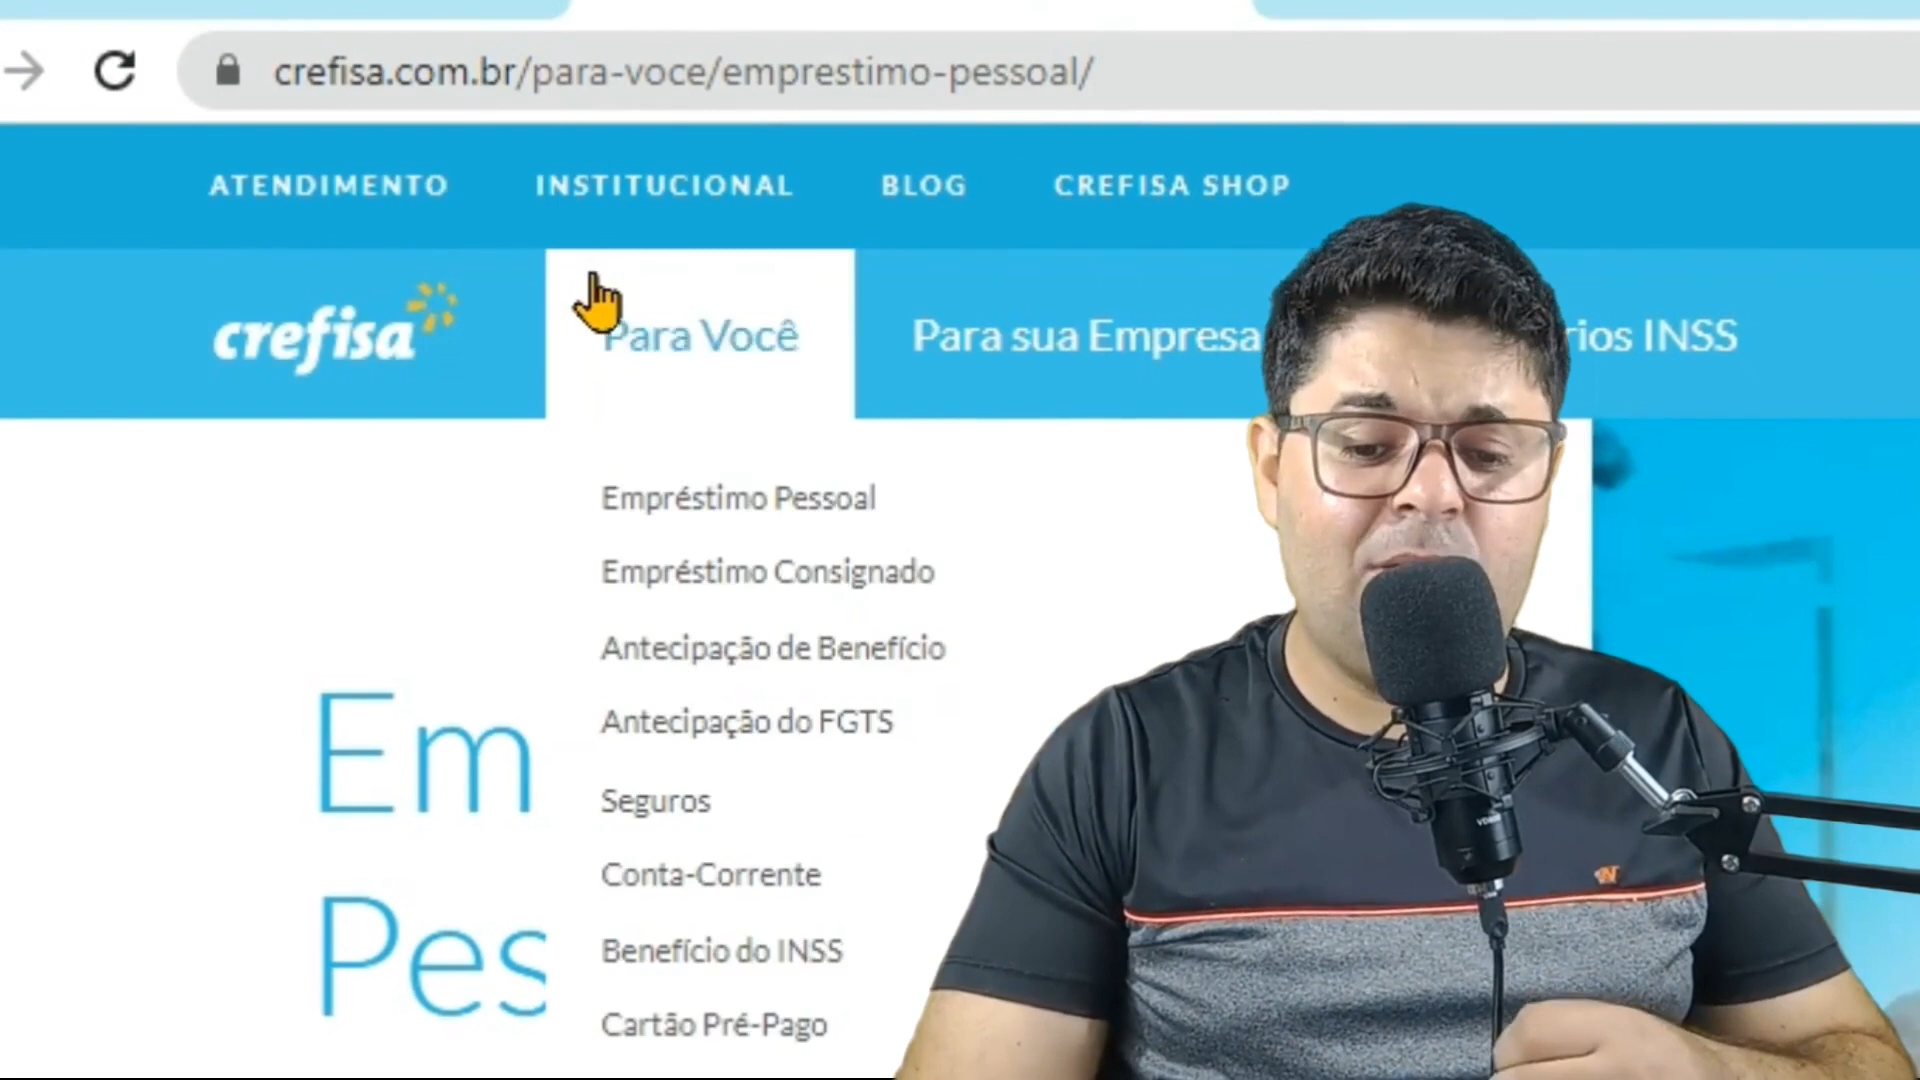 crefisa.com.br/para-voce/emprestimo-pessoal/
ATENDIMENTO INSTITUCIONAL BLOG CREFISA SHOP
crefisa Para Você Para sua Empresa rios INSS
Empréstimo Pessoal
Empréstimo Consignado
Antecipação de Benefício
Antecipação do FGTS
Em
Seguros
Conta-Corrente
Pes
Benefício do INSS
Cartão Pré-Pago